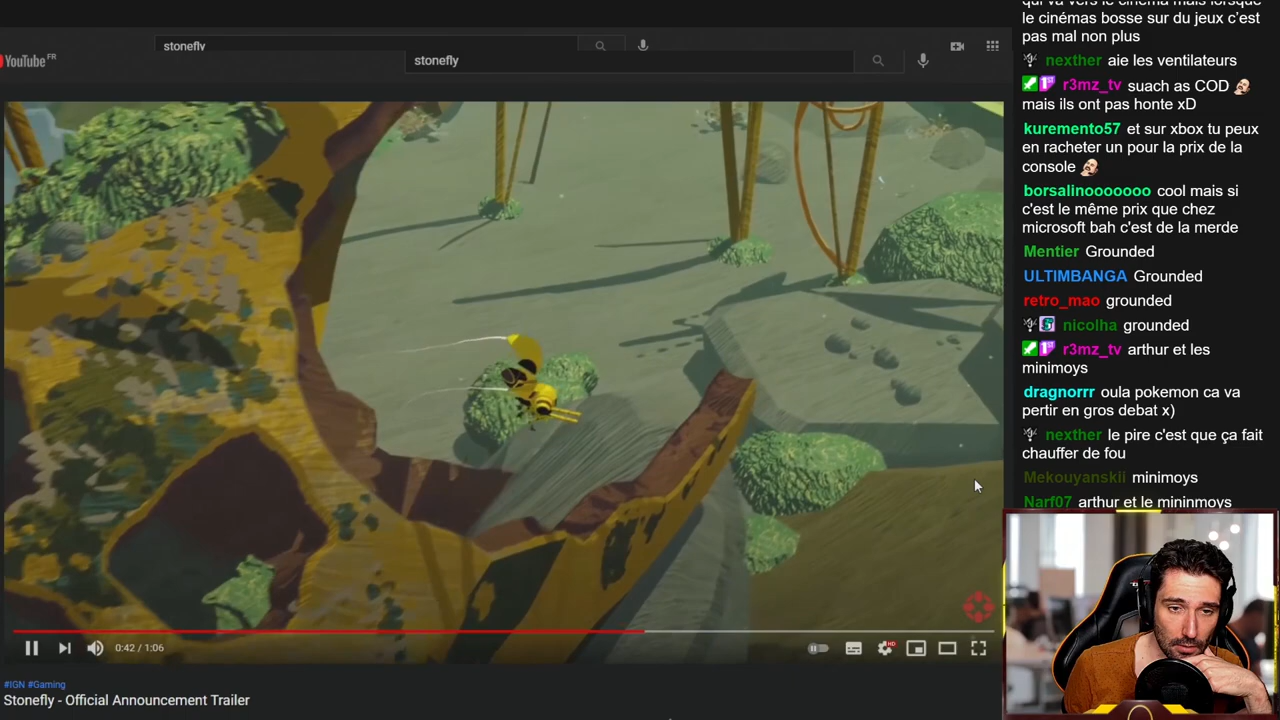 stonefly
YouTube FR
stonefly
0:42 / 1:06
HD
#IGN #Gaming
Stonefly - Official Announcement Trailer
qui va vers le cinéma mais lorsque
le cinémas bosse sur du jeux c'est
pas mal non plus
nexther aie les ventilateurs
r3mz_tv suach as COD
mais ils ont pas honte xD
kuremento57 et sur xbox tu peux
en racheter un pour la prix de la
console
borsalinooooooo cool mais si
c'est le même prix que chez
microsoft bah c'est de la merde
Mentier Grounded
ULTIMBANGA Grounded
retro_mao grounded
nicolha grounded
r3mz_tv arthur et les
minimoys
dragnorrr oula pokemon ca va
pertir en gros debat x)
nexther le pire c'est que ça fait
chauffer de fou
Mekouyanskii minimoys
Narf07 arthur et le mininmoys